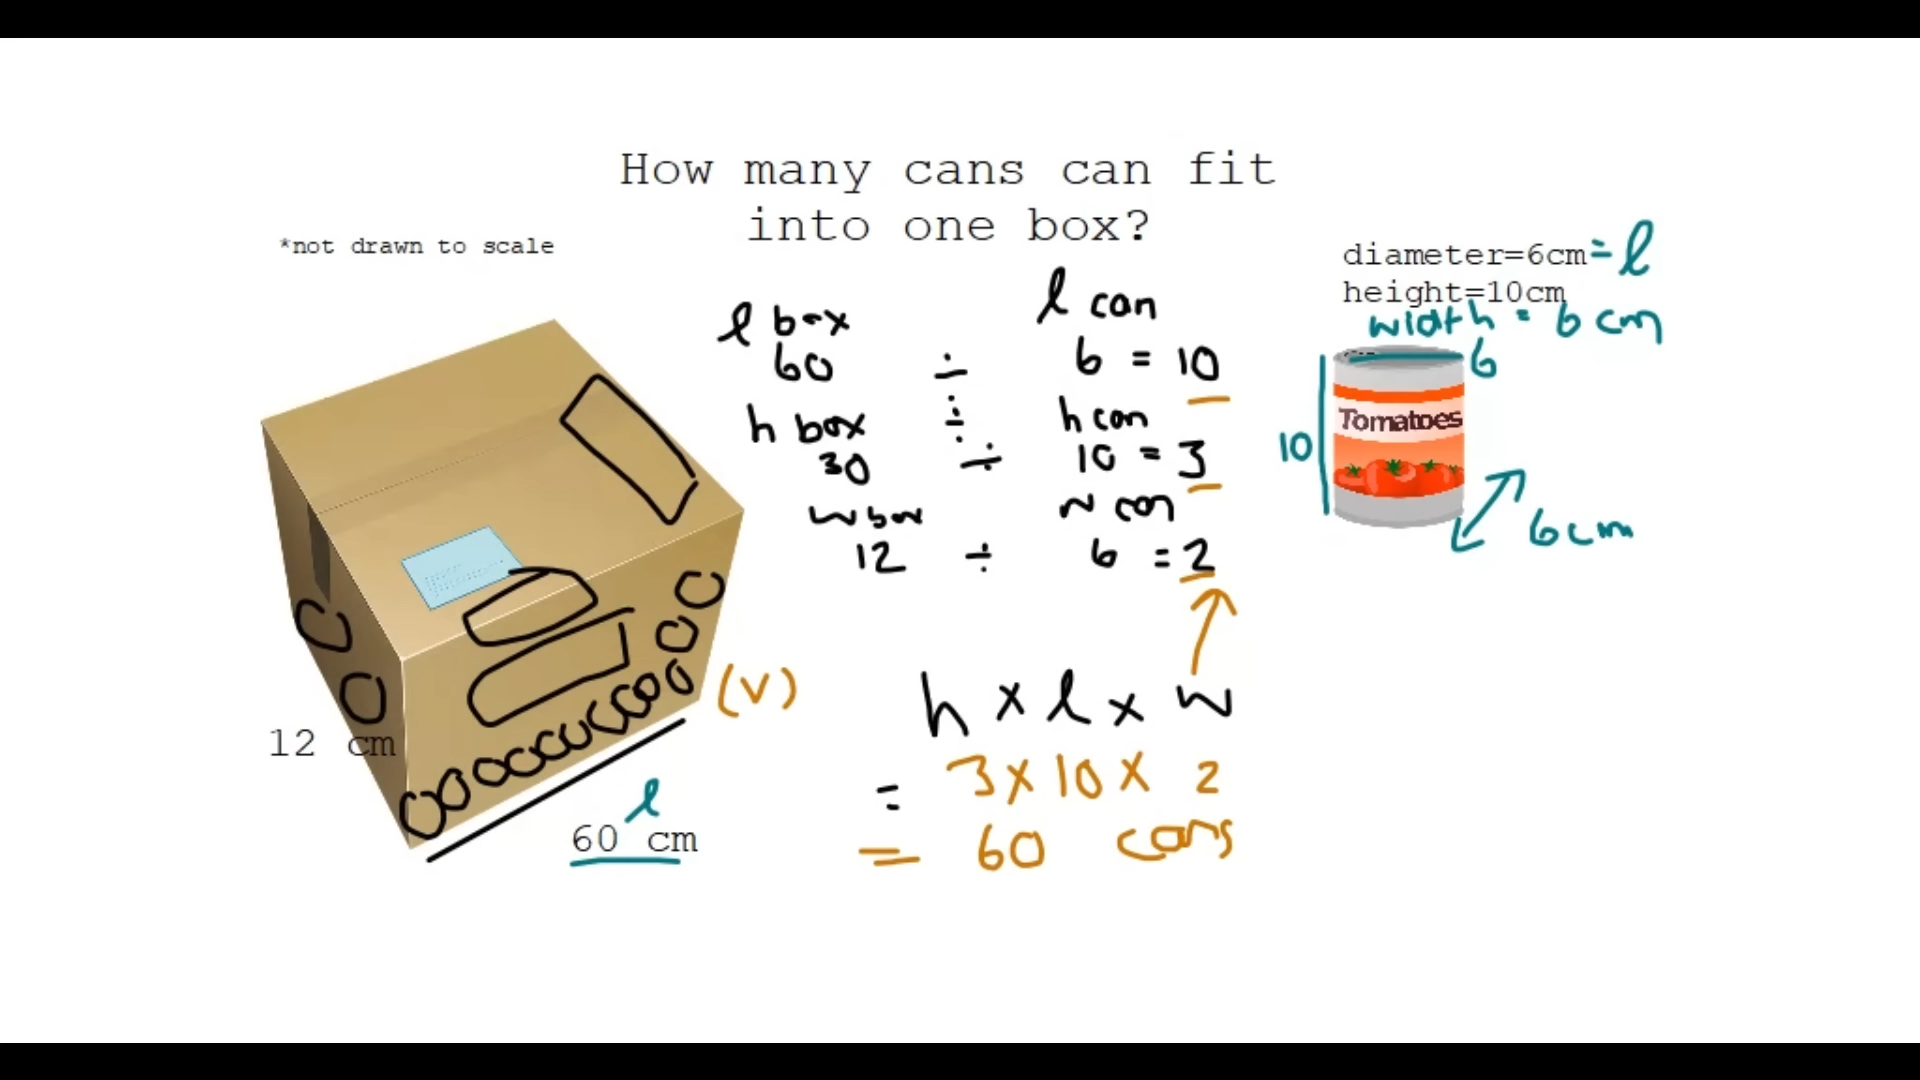 How many cans can fit
into one box?
*not drawn to scale
diameter=6cm = l
height=10cm
width = 6 cm
l box l can
60 ÷ 6 = 10
h box ÷ h can
30 ÷ 10 = 3
w box w can
12 ÷ 6 = 2
6
10
Tomatoes
6cm
(V)
h x l x w
= 3 x 10 x 2
= 60 cans
12 cm
l
60 cm